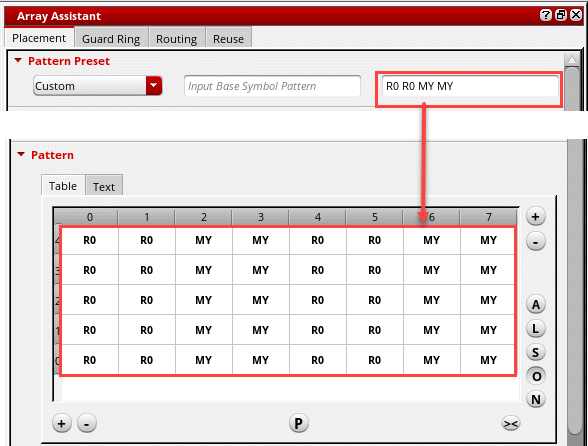 Array Assistant
Placement Guard Ring Routing Reuse
Pattern Preset
Custom Input Base Symbol Pattern R0 R0 MY MY
Pattern
Table Text
0 1 2 3 4 5 6 7
+
4 R0 R0 MY MY R0 R0 MY MY
-
3 R0 R0 MY MY R0 R0 MY MY
2 R0 R0 MY MY R0 R0 MY MY
A
1 R0 R0 MY MY R0 R0 MY MY
L
S
0 R0 R0 MY MY R0 R0 MY MY
O
N
+ - P ><